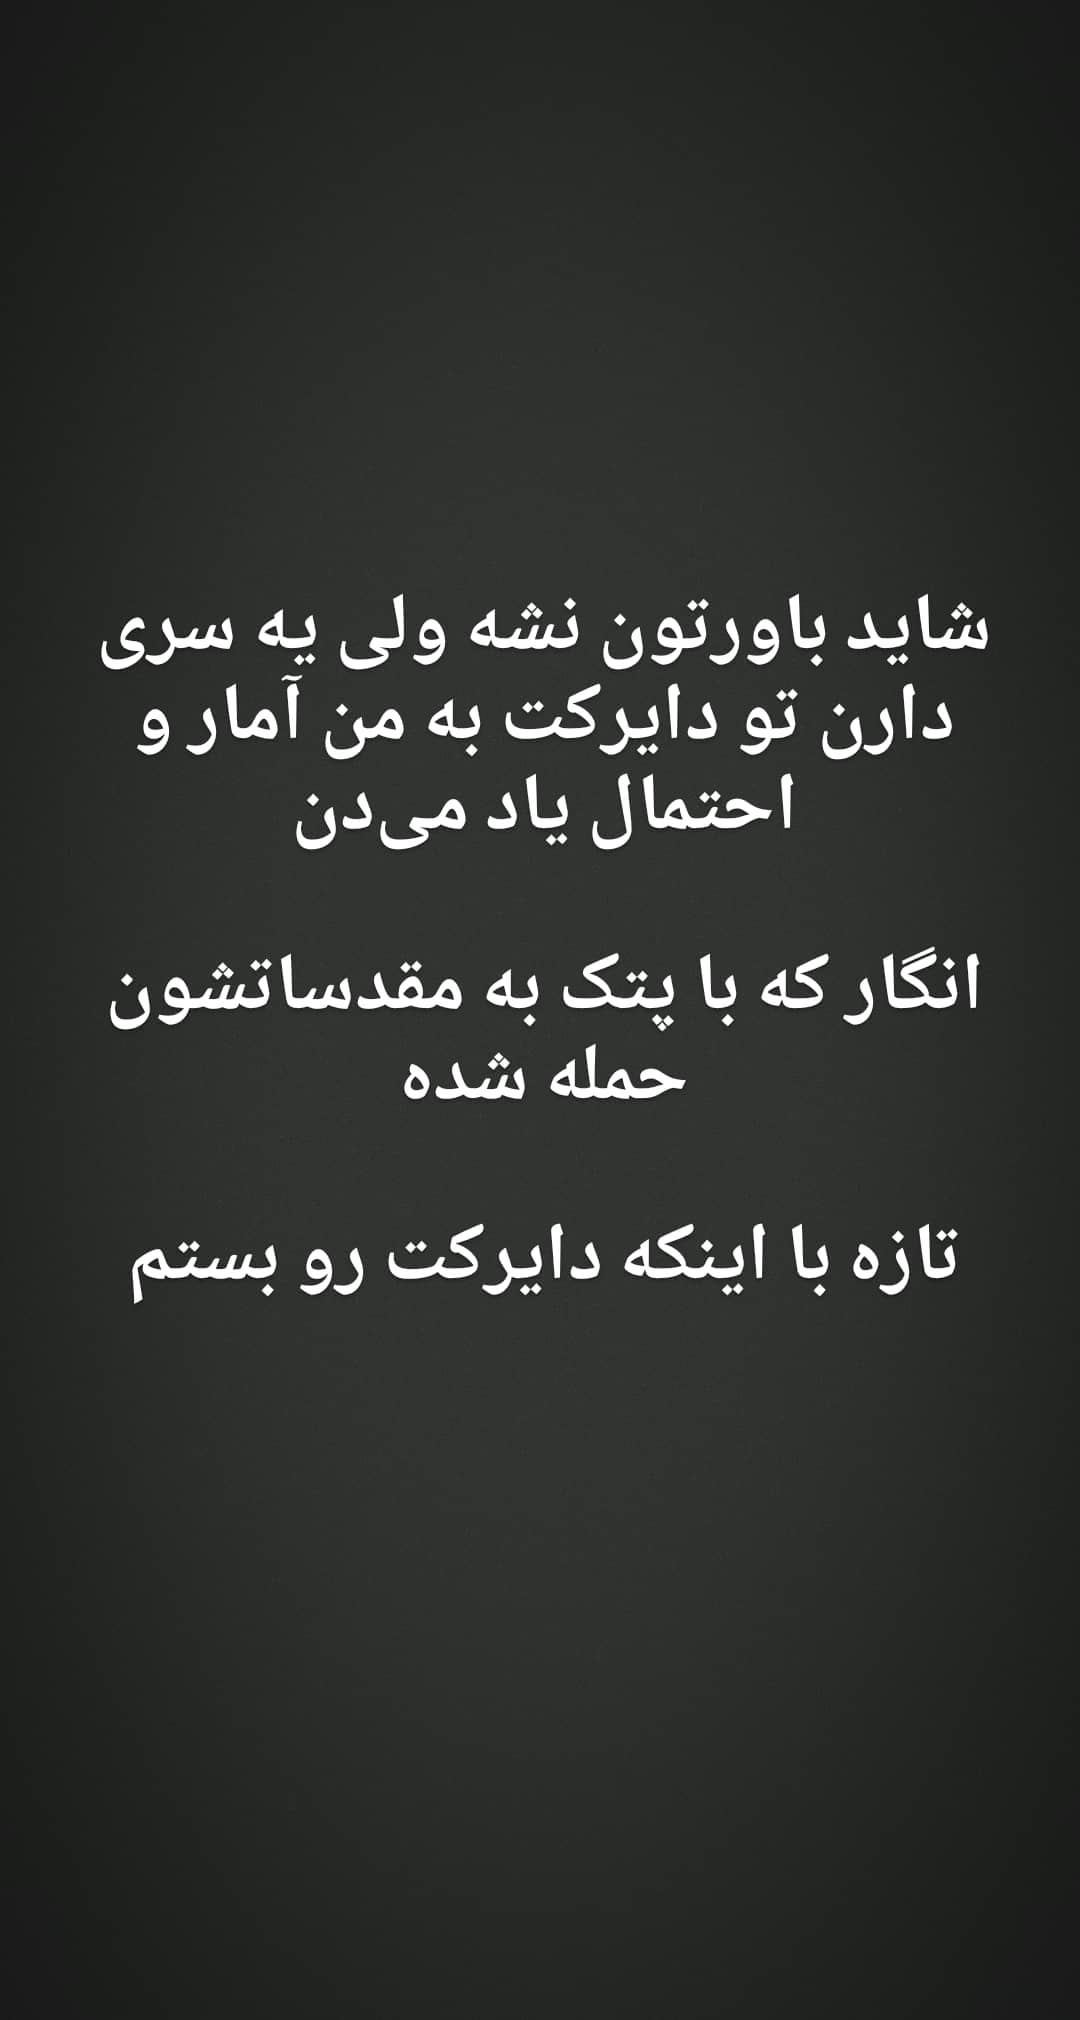 شاید باورتون نشه ولی یه سری
دارن تو دایرکت به من آمار و
احتمال یاد می‌دن
انگار که با پتک به مقدساتشون
حمله شده
تازه با اینکه دایرکت رو بستم